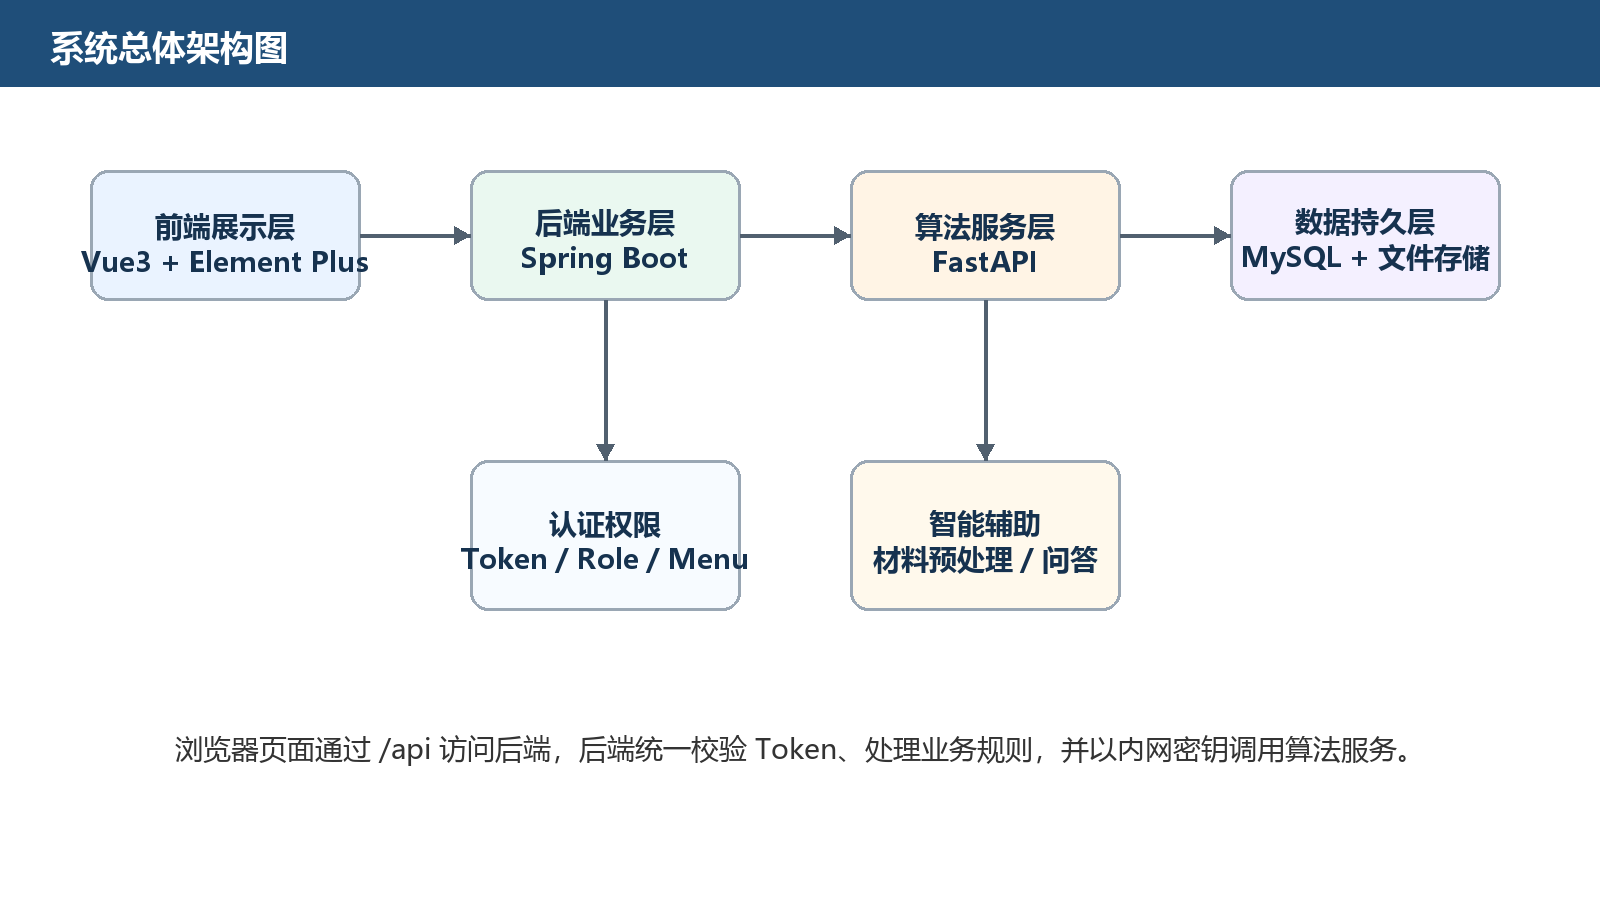 系统总体架构图
前端展示层
Vue3 + Element Plus
后端业务层
Spring Boot
算法服务层
FastAPI
数据持久层
MySQL + 文件存储
认证权限
Token / Role / Menu
智能辅助
材料预处理 / 问答
浏览器页面通过 /api 访问后端，后端统一校验 Token、处理业务规则，并以内网密钥调用算法服务。